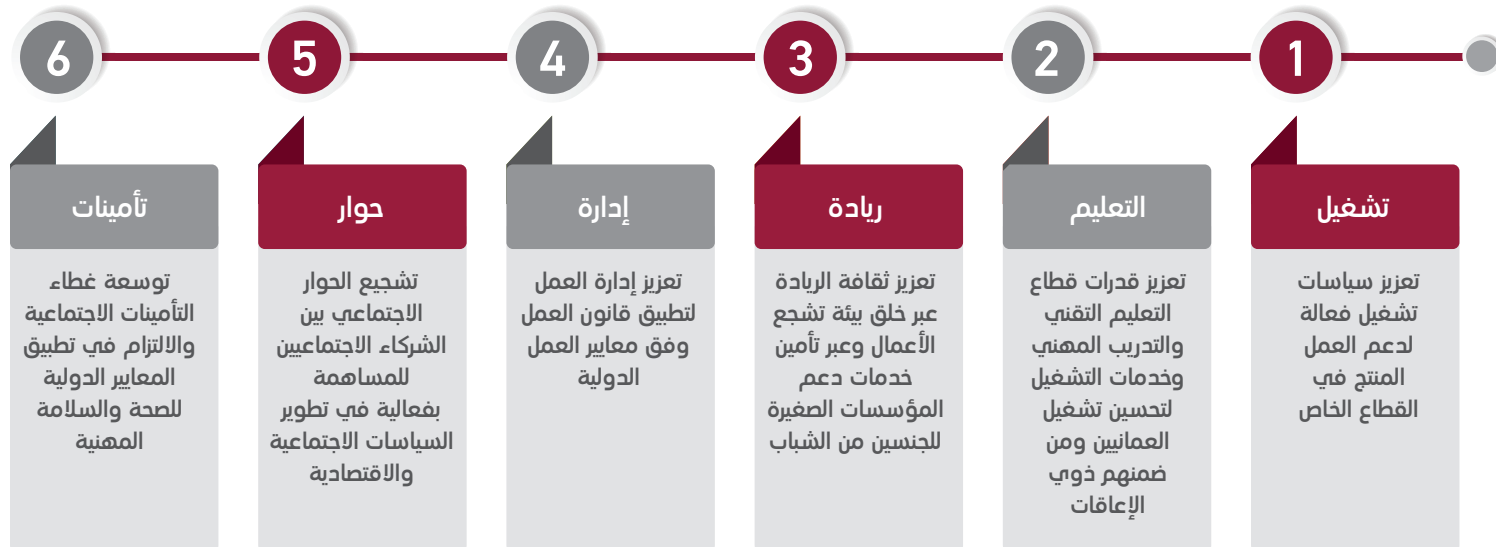 1
تشغيل
تعزيز سياسات
تشغيل فعالة
لدعم العمل
المنتج في
القطاع الخاص
2
التعليم
تعزيز قدرات قطاع
التعليم التقني
والتدريب المهني
وخدمات التشغيل
لتحسين تشغيل
العمانيين ومن
ضمنهم ذوي
الإعاقات
3
ريادة
تعزيز ثقافة الريادة
عبر خلق بيئة تشجع
الأعمال وعبر تأمين
خدمات دعم
المؤسسات الصغيرة
للجنسين من الشباب
4
إدارة
تعزيز إدارة العمل
لتطبيق قانون العمل
وفق معايير العمل
الدولية
5
حوار
تشجيع الحوار
الاجتماعي بين
الشركاء الاجتماعيين
للمساهمة
بفعالية في تطوير
السياسات الاجتماعية
والاقتصادية
6
تأمينات
توسعة غطاء
التأمينات الاجتماعية
والالتزام في تطبيق
المعايير الدولية
للصحة والسلامة
المهنية